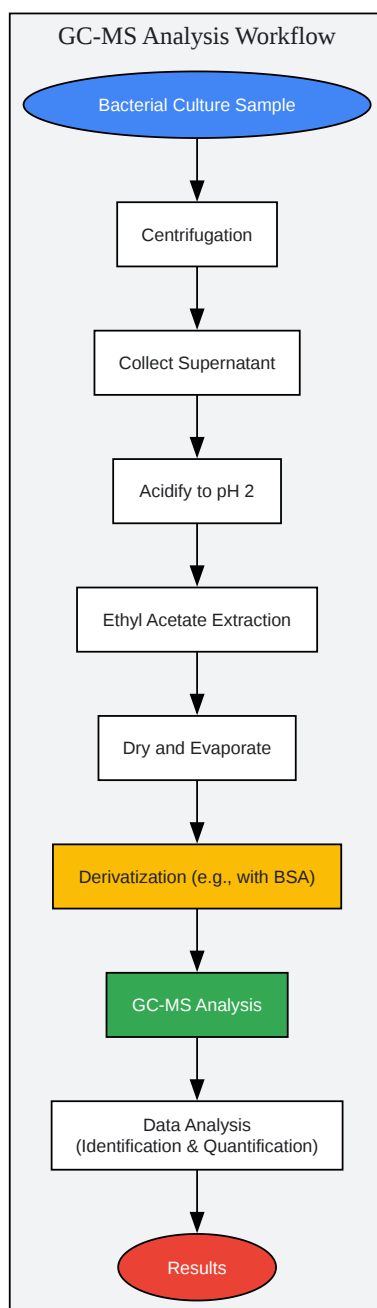 GC-MS Analysis Workflow
Bacterial Culture Sample
Centrifugation
Collect Supernatant
Acidify to pH 2
Ethyl Acetate Extraction
Dry and Evaporate
Derivatization (e.g., with BSA)
GC-MS Analysis
Data Analysis
(Identification & Quantification)
Results